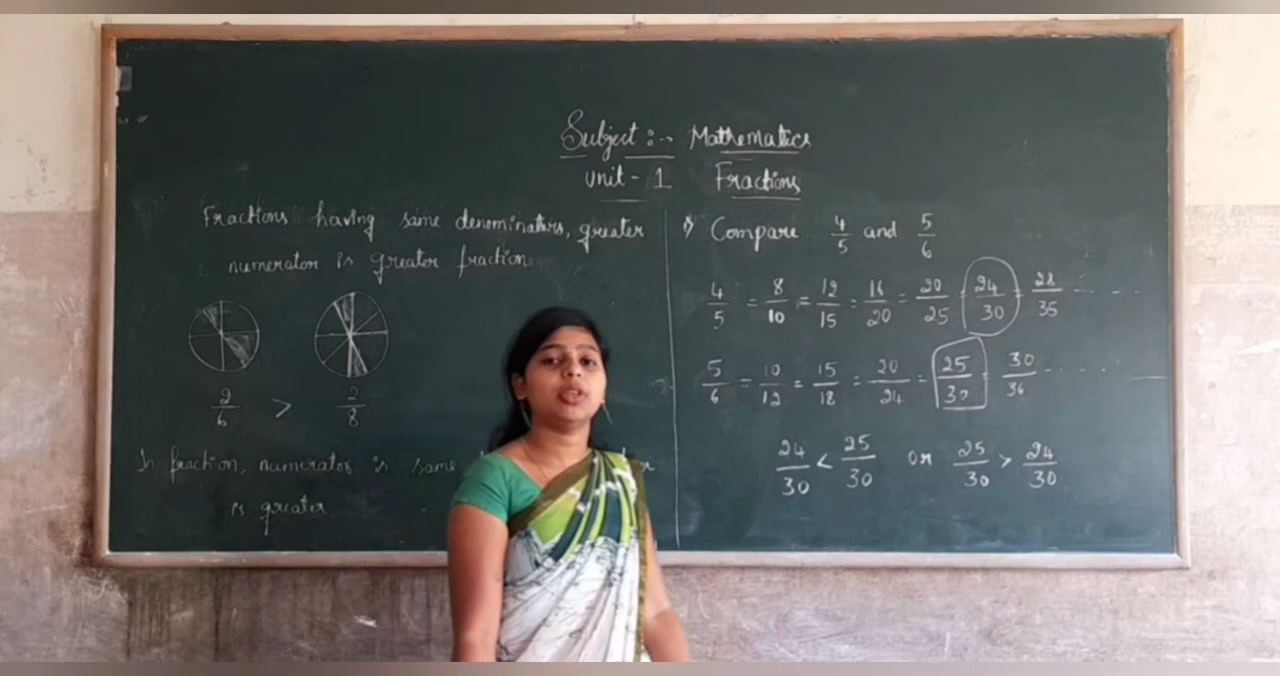 Subject :- Mathematics
Unit - 1 Fractions
Fractions having same denominators, greater
numerator is greater fraction
2/6 > 2/8
In fraction, numerator is same
is greater
1) Compare 4/5 and 5/6
4/5 = 8/10 = 12/15 = 16/20 = 20/25 = 24/30 = 28/35 .....
5/6 = 10/12 = 15/18 = 20/24 = 25/30 = 30/36 .....
24/30 < 25/30 or 25/30 > 24/30